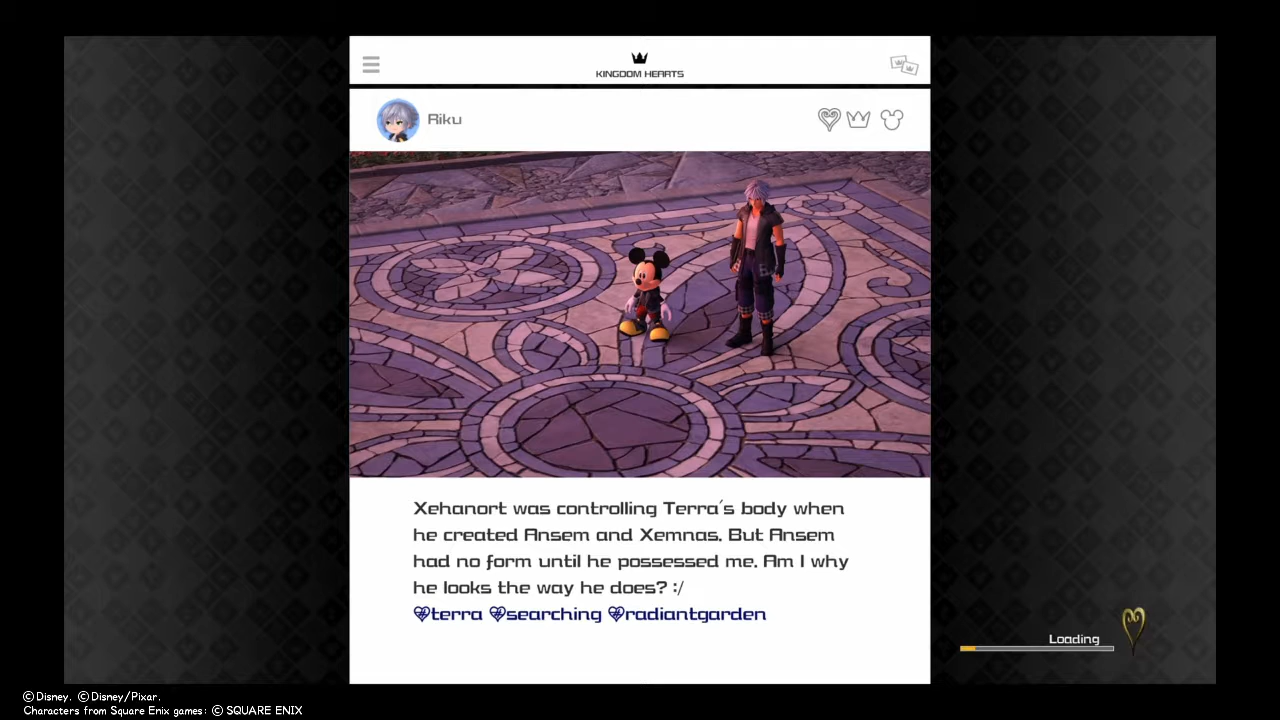 KINGDOM HEARTS
Riku
Xehanort was controlling Terra's body when
he created Ansem and Xemnas. But Ansem
had no form until he possessed me. Am I why
he looks the way he does? :/
#terra #searching #radiantgarden
Loading
©Disney. ©Disney/Pixar.
Characters from Square Enix games: © SQUARE ENIX